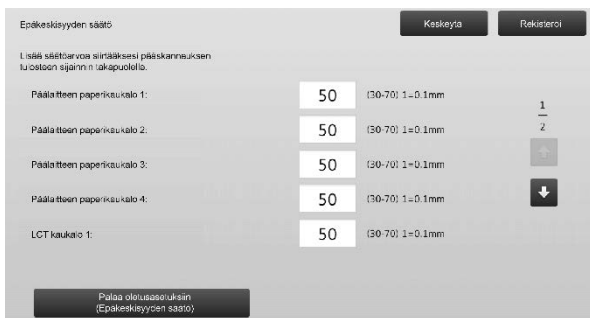 Epäkeskisyyden säätö
Keskeytä
Rekisteröi
Lisää säätöarvoa siirtääksesi pääskannauksen
tulosteen sijainnin takapuolelle.
Päälaitteen paperikaukalo 1: 50 (30-70) 1=0.1mm
Päälaitteen paperikaukalo 2: 50 (30-70) 1=0.1mm
Päälaitteen paperikaukalo 3: 50 (30-70) 1=0.1mm
Päälaitteen paperikaukalo 4: 50 (30-70) 1=0.1mm
LCT kaukalo 1: 50 (30-70) 1=0.1mm
1
2
Palaa oletusasetuksiin
(Epäkeskisyyden säätö)